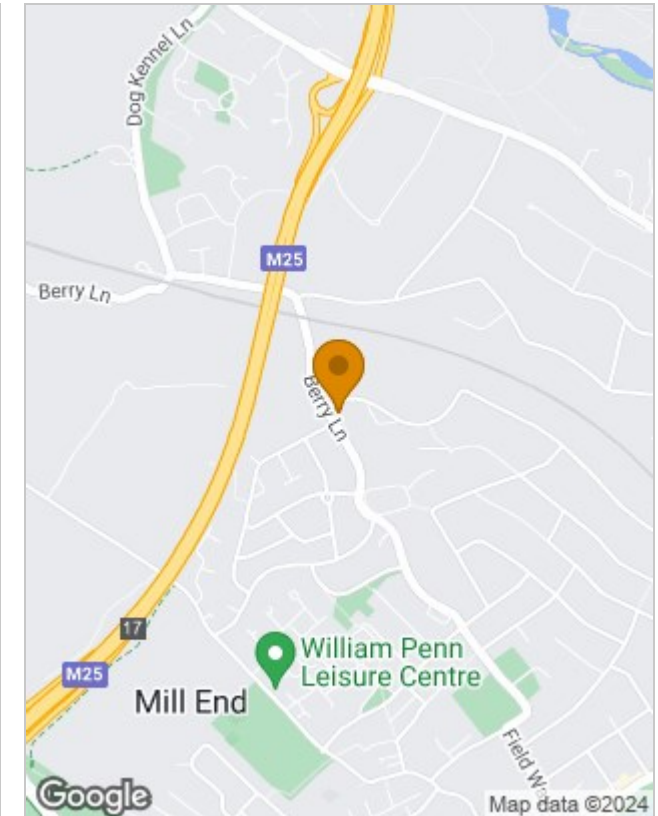 Dog Kennel Ln
M25
Berry Ln
Berry Ln
William Penn
Leisure Centre
17
M25
Mill End
Google
Map data ©2024